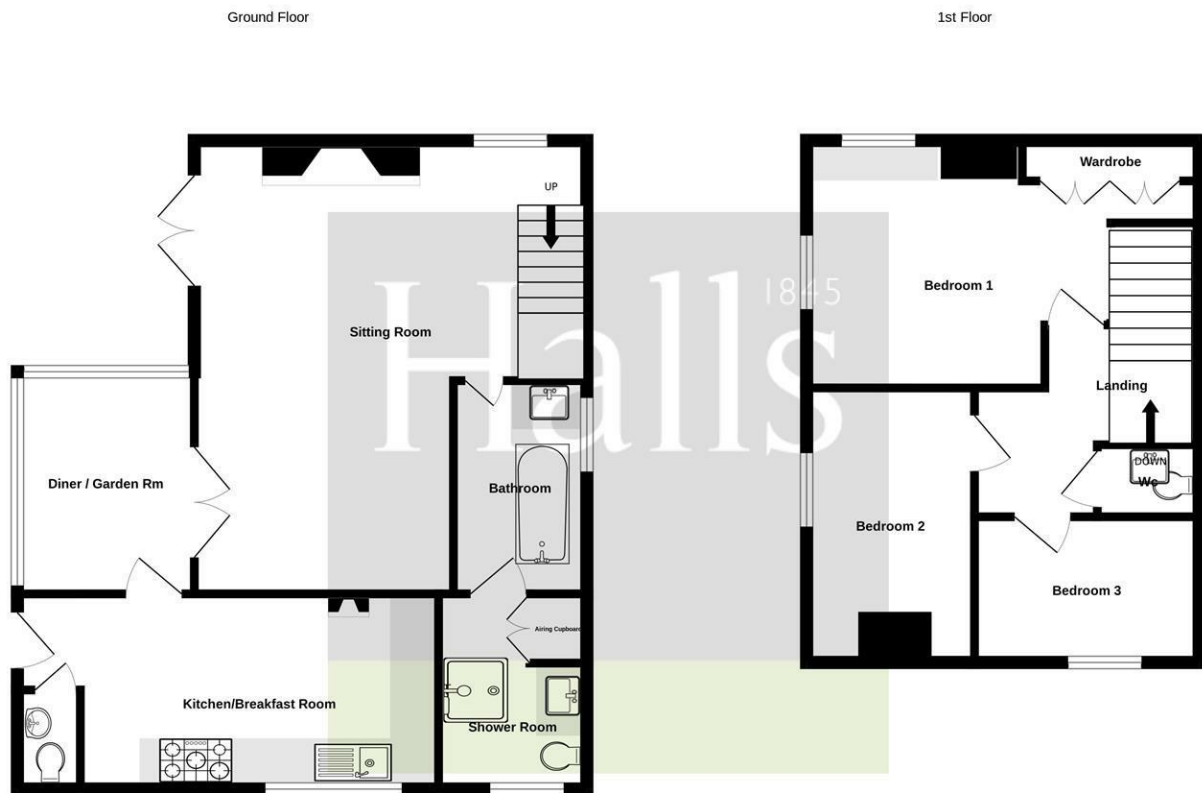 Ground Floor
1st Floor
UP
Wardrobe
1845
Halls
Bedroom 1
Sitting Room
Landing
Diner / Garden Rm
Bathroom
DOWN
Wc
Bedroom 2
Bedroom 3
Airing Cupboard
Kitchen/Breakfast Room
Shower Room